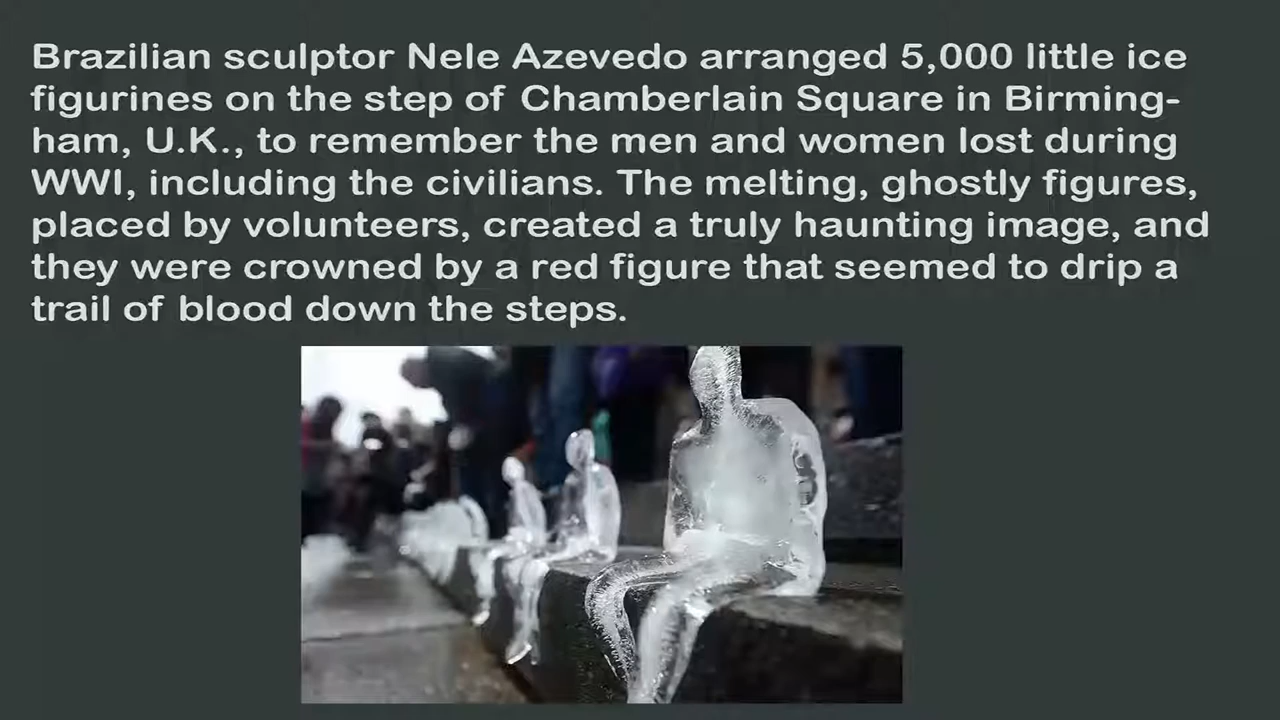 Brazilian sculptor Nele Azevedo arranged 5,000 little ice
figurines on the step of Chamberlain Square in Birming-
ham, U.K., to remember the men and women lost during
WWI, including the civilians. The melting, ghostly figures,
placed by volunteers, created a truly haunting image, and
they were crowned by a red figure that seemed to drip a
trail of blood down the steps.